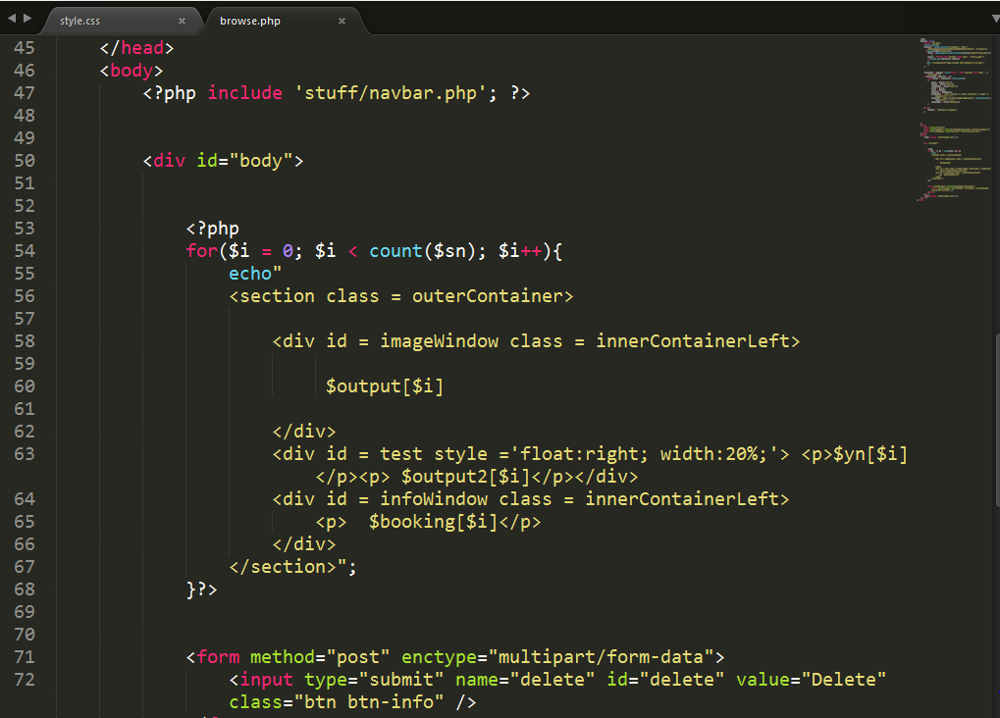 style.css × browse.php ×
45 </head>
46 <body>
47 <?php include 'stuff/navbar.php'; ?>
48
49
50 <div id="body">
51
52
53 <?php
54 for($i = 0; $i < count($sn); $i++){
55 echo"
56 <section class = outerContainer>
57
58 <div id = imageWindow class = innerContainerLeft>
59
60 $output[$i]
61
62 </div>
63 <div id = test style ='float:right; width:20%;'> <p>$yn[$i]
</p><p> $output2[$i]</p></div>
64 <div id = infoWindow class = innerContainerLeft>
65 <p>  $booking[$i]</p>
66 </div>
67 </section>";
68 }?>
69
70
71 <form method="post" enctype="multipart/form-data">
72 <input type="submit" name="delete" id="delete" value="Delete"
class="btn btn-info" />